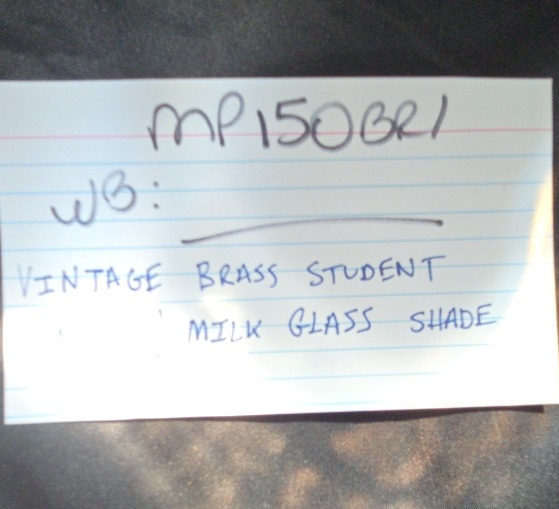 MP150BR1
WB:
VINTAGE BRASS STUDENT
MILK GLASS SHADE